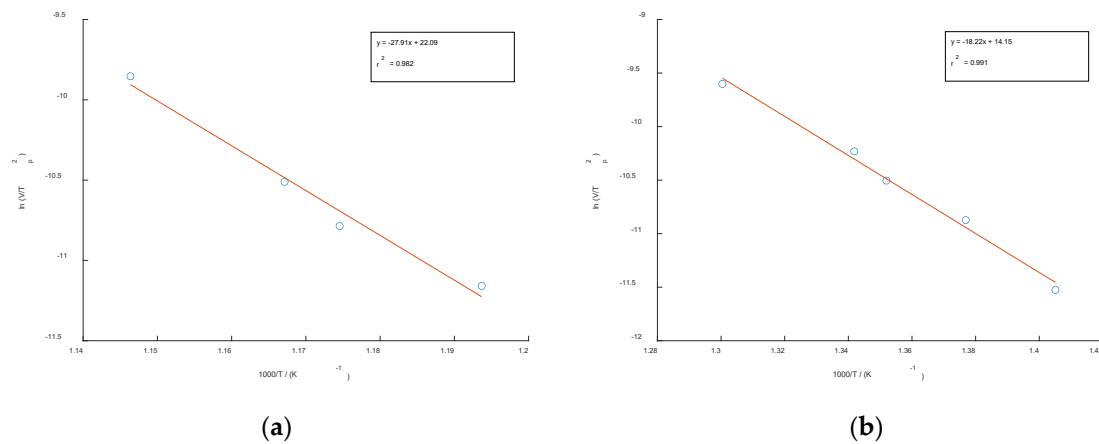 -9.5
y = -27.91x + 22.09
r 2 = 0.982
-10
ln (V/T p 2 )
-10.5
-11
-11.5
1.14 1.15 1.16 1.17 1.18 1.19 1.2
1000/T / (K -1 )
(a)
-9
y = -18.22x + 14.15
r 2 = 0.991
-9.5
-10
ln (V/T p 2 )
-10.5
-11
-11.5
-12
1.28 1.3 1.32 1.34 1.36 1.38 1.4
1000/T / (K -1 )
(b)